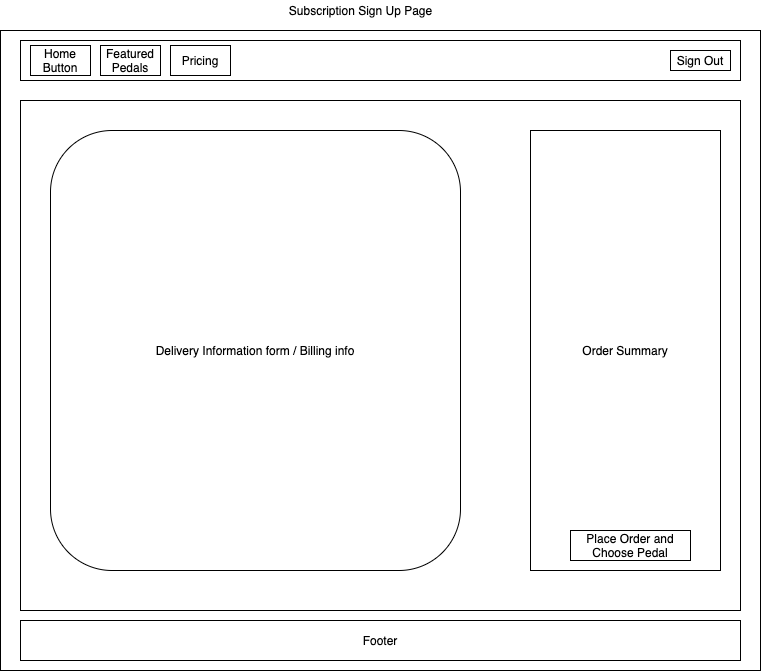 Subscription Sign Up Page
Home
Button
Featured
Pedals
Pricing
Sign Out
Delivery Information form / Billing info
Order Summary
Place Order and
Choose Pedal
Footer